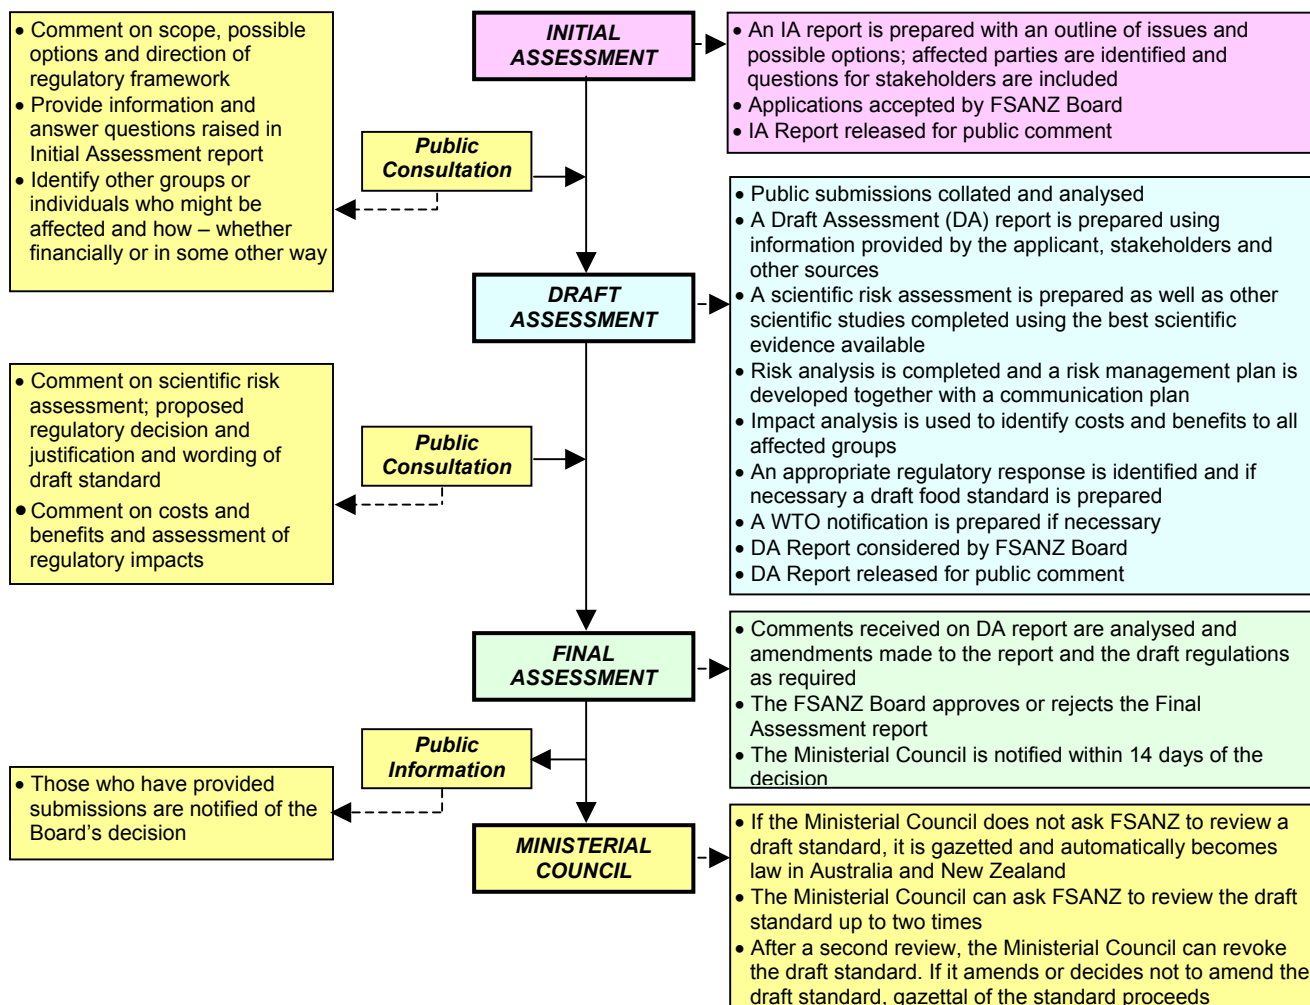 • Comment on scope, possible
options and direction of
regulatory framework
• Provide information and
answer questions raised in
Initial Assessment report
• Identify other groups or
individuals who might be
affected and how – whether
financially or in some other way
INITIAL
ASSESSMENT
• An IA report is prepared with an outline of issues and
possible options; affected parties are identified and
questions for stakeholders are included
• Applications accepted by FSANZ Board
• IA Report released for public comment
Public
Consultation
DRAFT
ASSESSMENT
• Public submissions collated and analysed
• A Draft Assessment (DA) report is prepared using
information provided by the applicant, stakeholders and
other sources
• A scientific risk assessment is prepared as well as other
scientific studies completed using the best scientific
evidence available
• Risk analysis is completed and a risk management plan is
developed together with a communication plan
• Impact analysis is used to identify costs and benefits to all
affected groups
• An appropriate regulatory response is identified and if
necessary a draft food standard is prepared
• A WTO notification is prepared if necessary
• DA Report considered by FSANZ Board
• DA Report released for public comment
• Comment on scientific risk
assessment; proposed
regulatory decision and
justification and wording of
draft standard
• Comment on costs and
benefits and assessment of
regulatory impacts
Public
Consultation
FINAL
ASSESSMENT
• Comments received on DA report are analysed and
amendments made to the report and the draft regulations
as required
• The FSANZ Board approves or rejects the Final
Assessment report
• The Ministerial Council is notified within 14 days of the
decision
Public
Information
• Those who have provided
submissions are notified of the
Board's decision
MINISTERIAL
COUNCIL
• If the Ministerial Council does not ask FSANZ to review a
draft standard, it is gazetted and automatically becomes
law in Australia and New Zealand
• The Ministerial Council can ask FSANZ to review the draft
standard up to two times
• After a second review, the Ministerial Council can revoke
the draft standard. If it amends or decides not to amend the
draft standard, gazettal of the standard proceeds